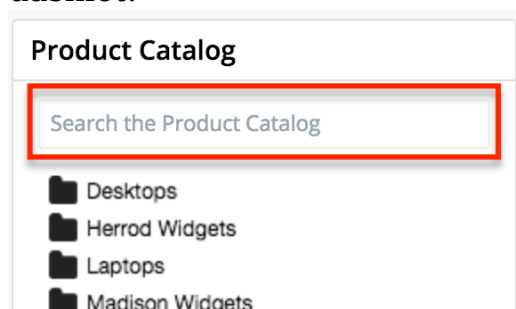 Product Catalog
Search the Product Catalog
Desktops
Herrod Widgets
Laptops
Madison Widgets